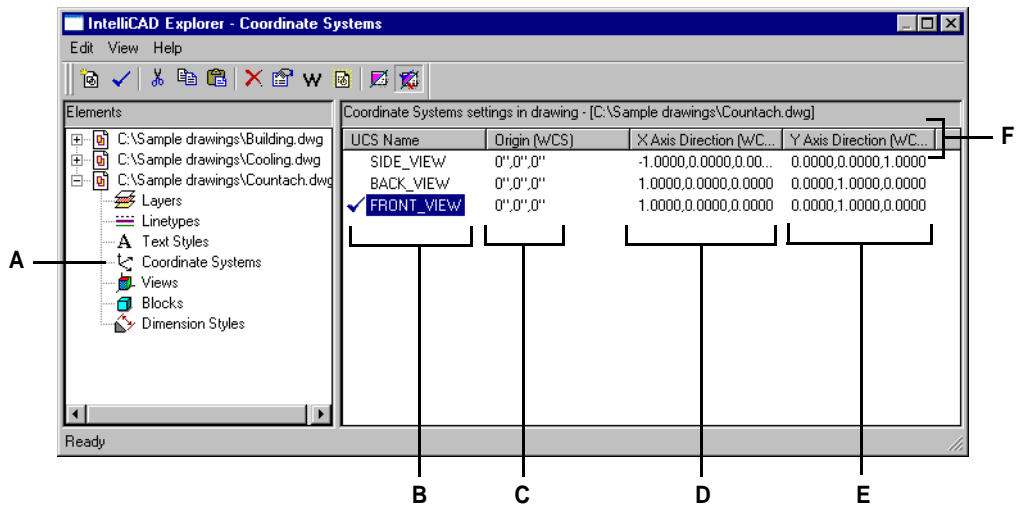 IntelliCAD Explorer - Coordinate Systems
Edit View Help
W
Elements
Coordinate Systems settings in drawing - [C:\Sample drawings\Countach.dwg]
C:\Sample drawings\Building.dwg
C:\Sample drawings\Cooling.dwg
C:\Sample drawings\Countach.dwg
Layers
Linetypes
A Text Styles
Coordinate Systems
Views
Blocks
Dimension Styles
UCS Name Origin (WCS) X Axis Direction (WC... Y Axis Direction (WC...
SIDE_VIEW 0",0",0" -1.0000,0.0000,0.00... 0.0000,0.0000,1.0000
BACK_VIEW 0",0",0" 1.0000,0.0000,0.0000 0.0000,1.0000,0.0000
FRONT_VIEW 0",0",0" 1.0000,0.0000,0.0000 0.0000,1.0000,0.0000
Ready
A
F
B C D E